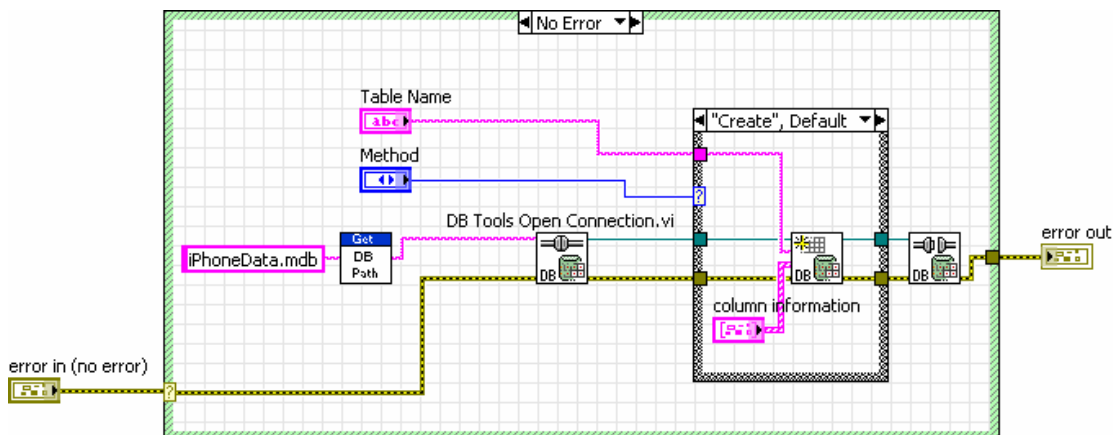 No Error
Table Name
abc
"Create", Default
Method
?
DB Tools Open Connection.vi
Get
DB
Path
iPhoneData.mdb
DB
DB
DB
error out
column information
error in (no error)
?